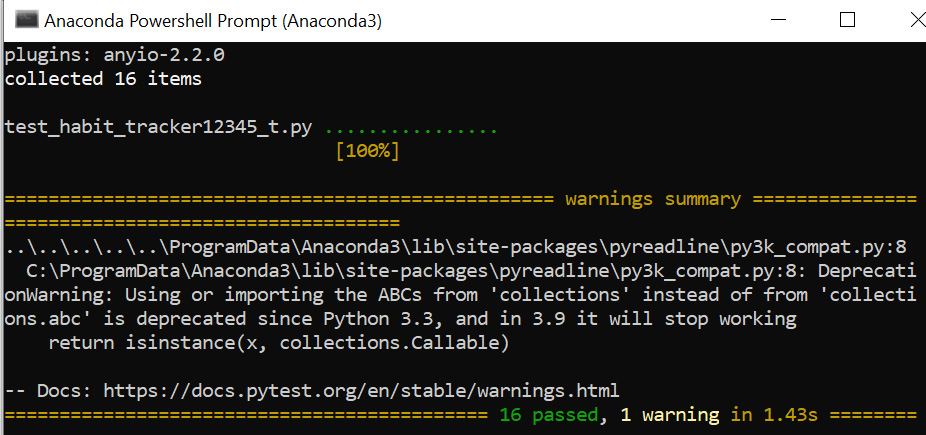 Anaconda Powershell Prompt (Anaconda3)
plugins: anyio-2.2.0
collected 16 items
test_habit_tracker12345_t.py ................
[100%]
================================================== warnings summary ===============
====================================
..\..\..\..\..\ProgramData\Anaconda3\lib\site-packages\pyreadline\py3k_compat.py:8
  C:\ProgramData\Anaconda3\lib\site-packages\pyreadline\py3k_compat.py:8: Deprecati
onWarning: Using or importing the ABCs from 'collections' instead of from 'collecti
ons.abc' is deprecated since Python 3.3, and in 3.9 it will stop working
    return isinstance(x, collections.Callable)
-- Docs: https://docs.pytest.org/en/stable/warnings.html
============================================ 16 passed, 1 warning in 1.43s ========